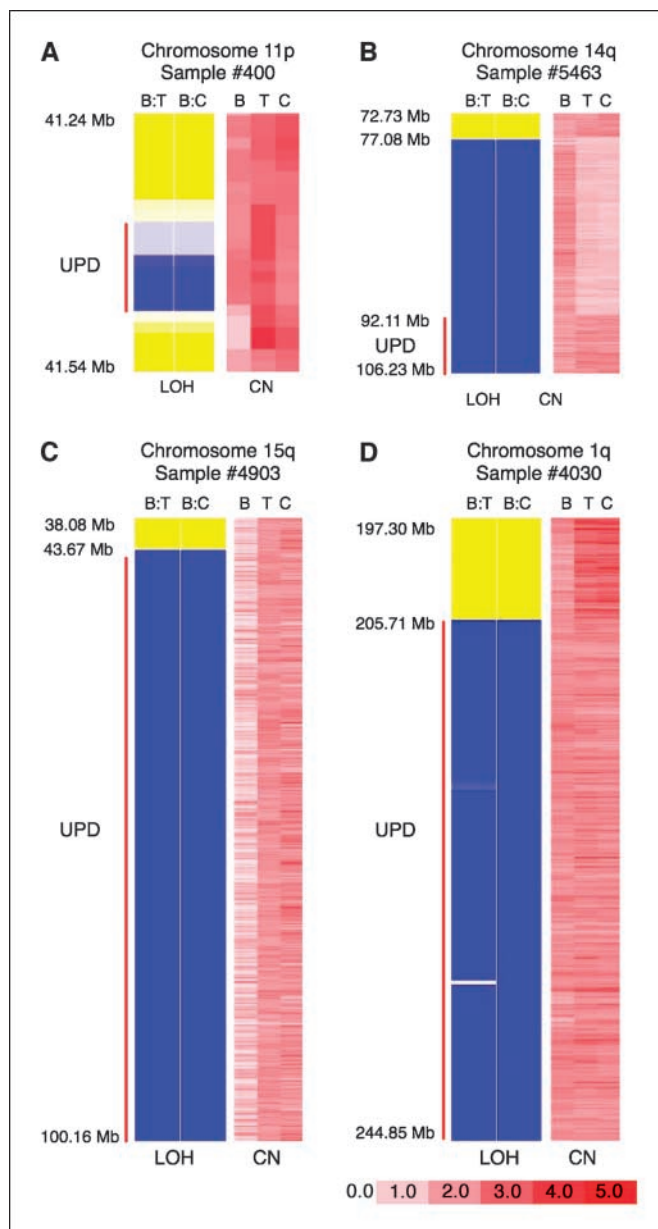 A
Chromosome 11p
Sample #400
B:T B:C B T C
41.24 Mb
UPD
41.54 Mb
LOH CN
B
Chromosome 14q
Sample #5463
B:T B:C B T C
72.73 Mb
77.08 Mb
92.11 Mb
UPD
106.23 Mb
LOH CN
C
Chromosome 15q
Sample #4903
B:T B:C B T C
38.08 Mb
43.67 Mb
UPD
100.16 Mb
LOH CN
D
Chromosome 1q
Sample #4030
B:T B:C B T C
197.30 Mb
205.71 Mb
UPD
244.85 Mb
LOH CN
0.0 1.0 2.0 3.0 4.0 5.0